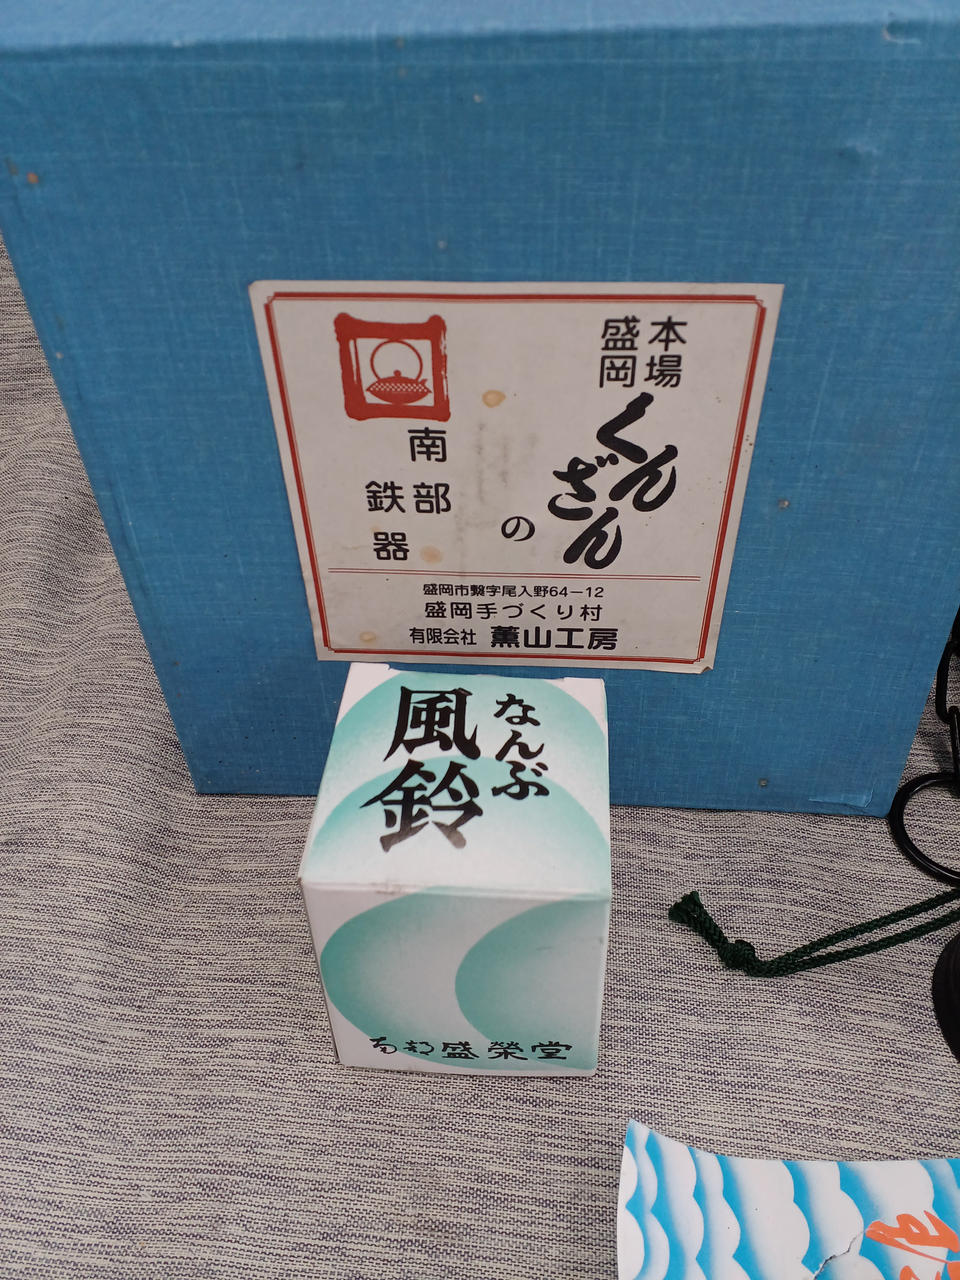 本場
盛岡
くんざん
の
南部
鉄器
盛岡市繋字尾入野64－12
盛岡手づくり村
有限会社 薫山工房
なんぶ
風鈴
南部盛榮堂